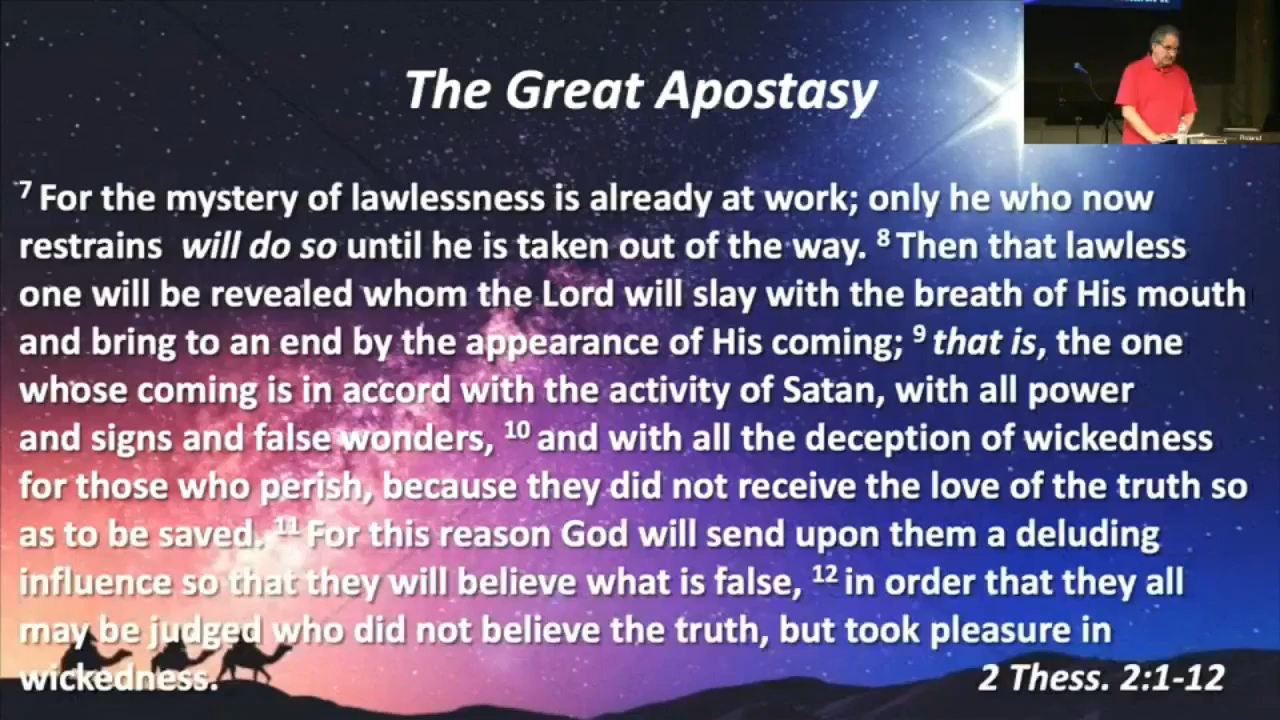 The Great Apostasy
7 For the mystery of lawlessness is already at work; only he who now
restrains will do so until he is taken out of the way. 8 Then that lawless
one will be revealed whom the Lord will slay with the breath of His mouth
and bring to an end by the appearance of His coming; 9 that is, the one
whose coming is in accord with the activity of Satan, with all power
and signs and false wonders, 10 and with all the deception of wickedness
for those who perish, because they did not receive the love of the truth so
as to be saved. 11 For this reason God will send upon them a deluding
influence so that they will believe what is false, 12 in order that they all
may be judged who did not believe the truth, but took pleasure in
wickedness.
2 Thess. 2:1-12
Roland